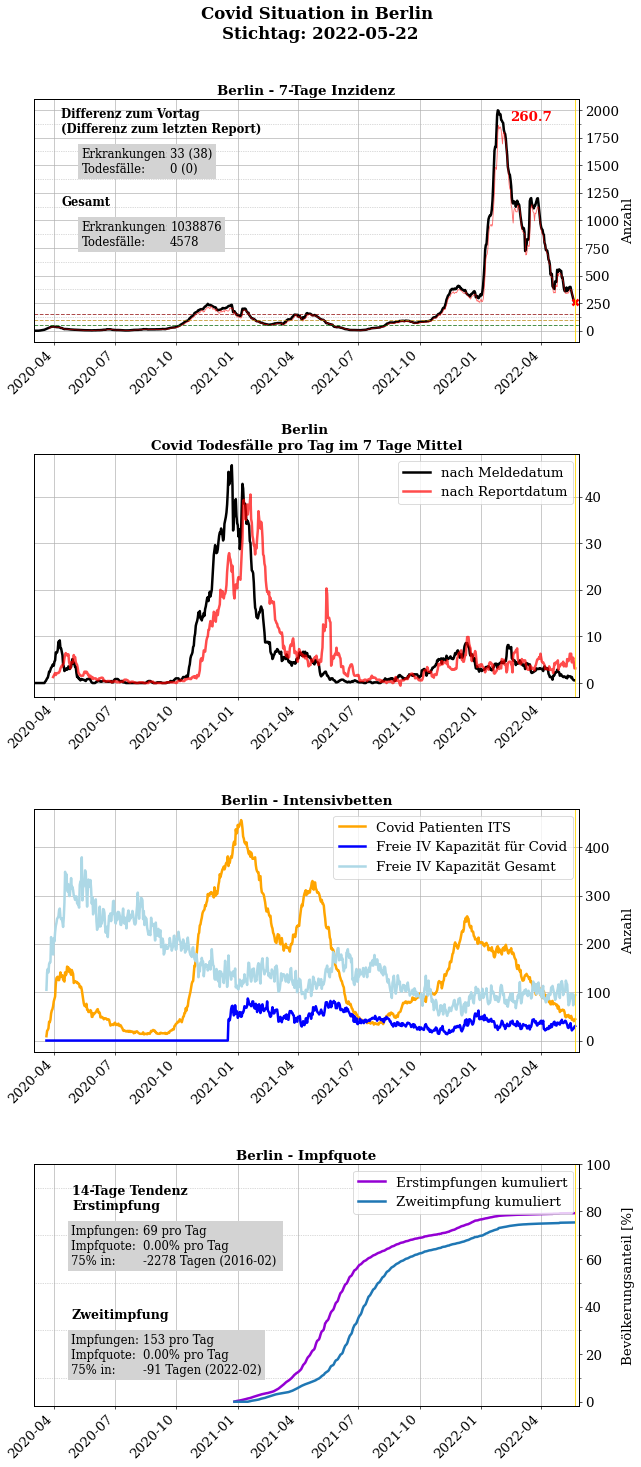 Covid Situation in Berlin
Stichtag: 2022-05-22
Berlin - 7-Tage Inzidenz
Differenz zum Vortag
(Differenz zum letzten Report)
Erkrankungen 33 (38)
Todesfälle: 0 (0)
Gesamt
Erkrankungen 1038876
Todesfälle: 4578
260.7
2000
1750
1500
1250
1000
750
500
250
0
Anzahl
2020-04
2020-07
2020-10
2021-01
2021-04
2021-07
2021-10
2022-01
2022-04
Berlin
Covid Todesfälle pro Tag im 7 Tage Mittel
nach Meldedatum
nach Reportdatum
40
30
20
10
0
2020-04
2020-07
2020-10
2021-01
2021-04
2021-07
2021-10
2022-01
2022-04
Berlin - Intensivbetten
Covid Patienten ITS
Freie IV Kapazität für Covid
Freie IV Kapazität Gesamt
400
300
200
100
0
Anzahl
2020-04
2020-07
2020-10
2021-01
2021-04
2021-07
2021-10
2022-01
2022-04
Berlin - Impfquote
14-Tage Tendenz
Erstimpfung
Impfungen: 69 pro Tag
Impfquote: 0.00% pro Tag
75% in: -2278 Tagen (2016-02)
Zweitimpfung
Impfungen: 153 pro Tag
Impfquote: 0.00% pro Tag
75% in: -91 Tagen (2022-02)
Erstimpfungen kumuliert
Zweitimpfung kumuliert
100
80
60
40
20
0
Bevölkerungsanteil [%]
2020-04
2020-07
2020-10
2021-01
2021-04
2021-07
2021-10
2022-01
2022-04